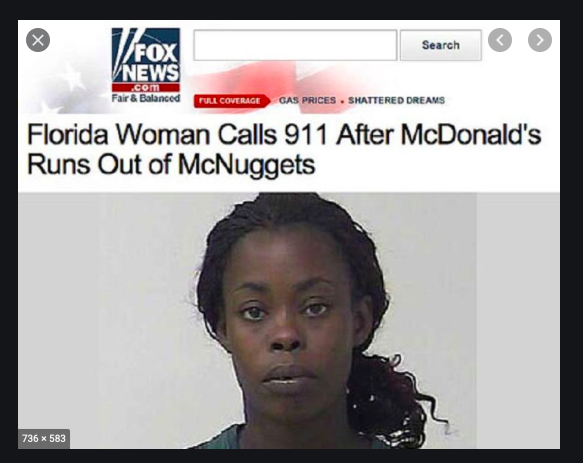 FOX
NEWS
.com
Fair & Balanced
Search
FULL COVERAGE GAS PRICES • SHATTERED DREAMS
Florida Woman Calls 911 After McDonald's
Runs Out of McNuggets
736 × 583